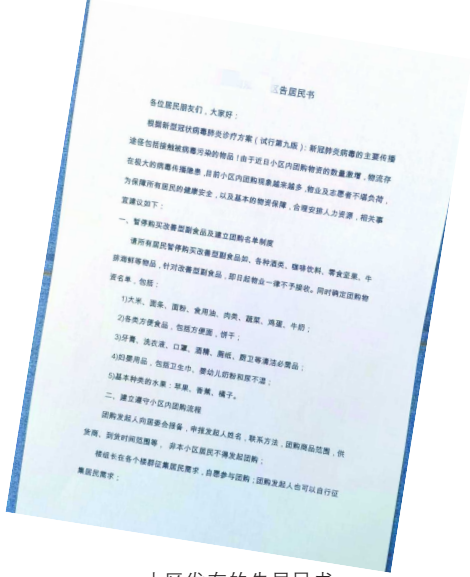 区告居民书
各位居民朋友们，大家好：
根据新型冠状病毒肺炎诊疗方案（试行第九版）：新冠肺炎病毒的主要传播
途径包括接触被病毒污染的物品！由于近日小区内团购物资的数量激增，物流存
在极大的病毒传播隐患，目前小区内团购现象越来越多，物业及志愿者不堪负荷，
为保障所有居民的健康安全，以及基本的物资保障，合理安排人力资源，相关事
宜建议如下：
一、暂停购买改善型副食品及建立团购名单制度
请所有居民暂停购买改善型副食品如，各种酒类、咖啡饮料、零食坚果、牛
排海鲜等物品，针对改善型副食品，即日起物业一律不予接收。同时确定团购物
资名单，包括：
1)大米、面条、面粉、食用油、肉类、蔬菜、鸡蛋、牛奶；
2)各类方便食品，包括方便面，饼干；
3)牙膏、洗衣液、口罩、酒精、厕纸、厨卫等清洁必需品；
4)妇婴用品，包括卫生巾、婴幼儿奶粉和尿不湿；
5)基本种类的水果：苹果、香蕉、橘子。
二、建立遵守小区内团购流程
团购发起人向居委会报备，申报发起人姓名，联系方法，团购商品范围，供
货商、到货时间范围等，非本小区居民不得发起团购；
楼组长在各个楼群征集居民需求，自愿参与团购；团购发起人也可以自行征
集居民需求；